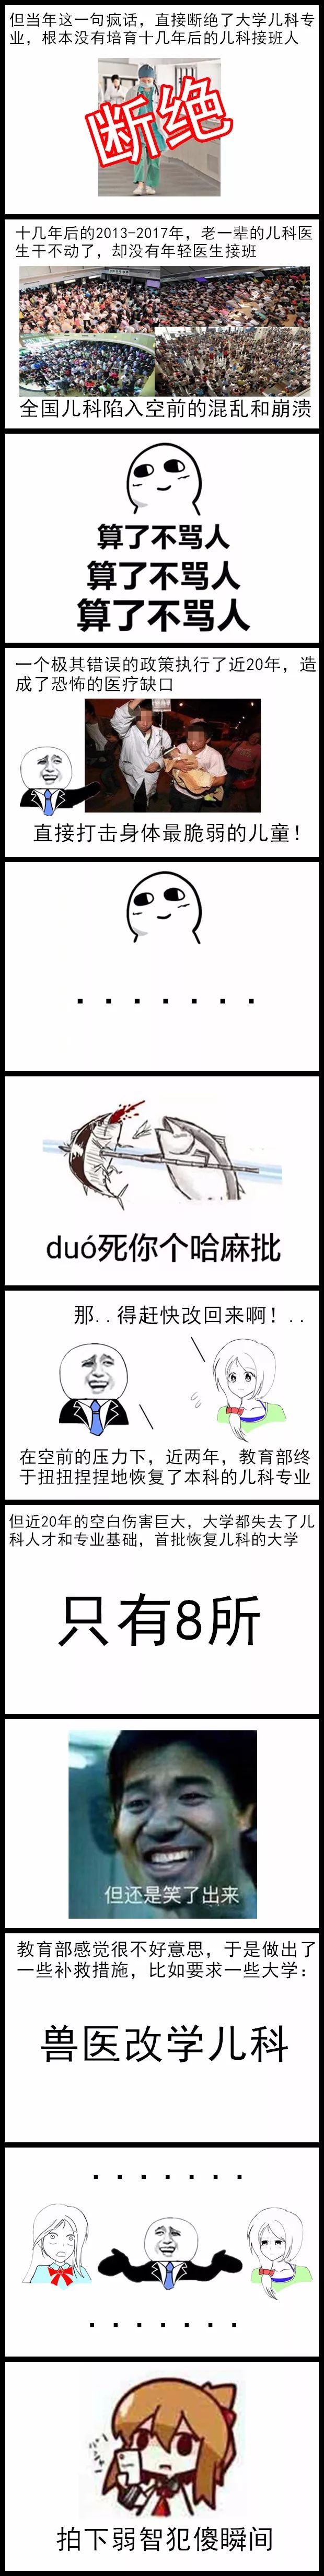 但当年这一句疯话，直接断绝了大学儿科专
业，根本没有培育十几年后的儿科接班人
断绝
十几年后的2013-2017年，老一辈的儿科医
生干不动了，却没有年轻医生接班
全国儿科陷入空前的混乱和崩溃
算了不骂人
算了不骂人
算了不骂人
一个极其错误的政策执行了近20年，造
成了恐怖的医疗缺口
直接打击身体最脆弱的儿童！
. . . . . . .
duó死你个哈麻批
那..得赶快改回来啊！..
在空前的压力下，近两年，教育部终
于扭扭捏捏地恢复了本科的儿科专业
但近20年的空白伤害巨大，大学都失去了儿
科人才和专业基础，首批恢复儿科的大学
只有8所
但还是笑了出来
教育部感觉很不好意思，于是做出了
一些补救措施，比如要求一些大学：
兽医改学儿科
. . . . . . .
. . . . . . .
拍下弱智犯傻瞬间